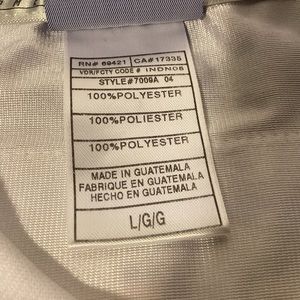 RN# 69421 CA# 17335
VDR/FCTY CODE # INDN08
STYLE#7009A 04
100%POLYESTER
100%POLIESTER
100%POLYESTER
MADE IN GUATEMALA
FABRIQUE EN GUATEMALA
HECHO EN GUATEMALA
L/G/G